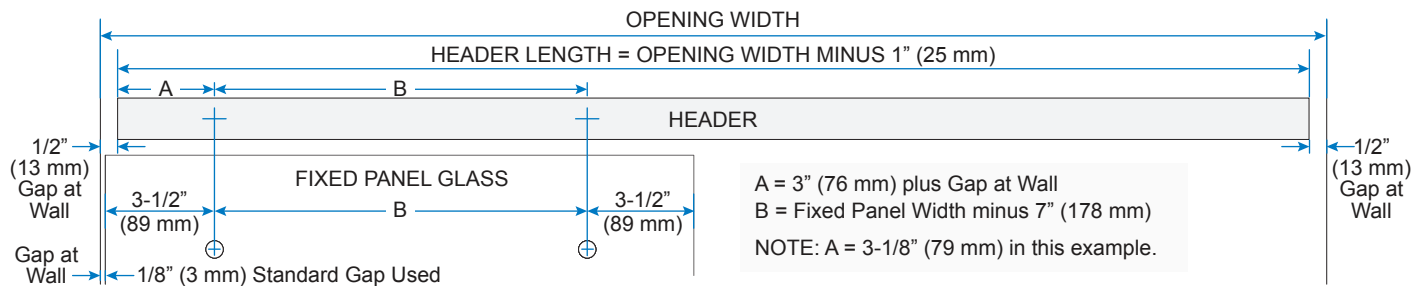 OPENING WIDTH
HEADER LENGTH = OPENING WIDTH MINUS 1” (25 mm)
A
B
HEADER
1/2”
(13 mm)
Gap at
Wall
1/2”
(13 mm)
Gap at
Wall
FIXED PANEL GLASS
3-1/2”
(89 mm)
B
3-1/2”
(89 mm)
A = 3” (76 mm) plus Gap at Wall
B = Fixed Panel Width minus 7” (178 mm)
NOTE: A = 3-1/8” (79 mm) in this example.
Gap at
Wall
1/8” (3 mm) Standard Gap Used